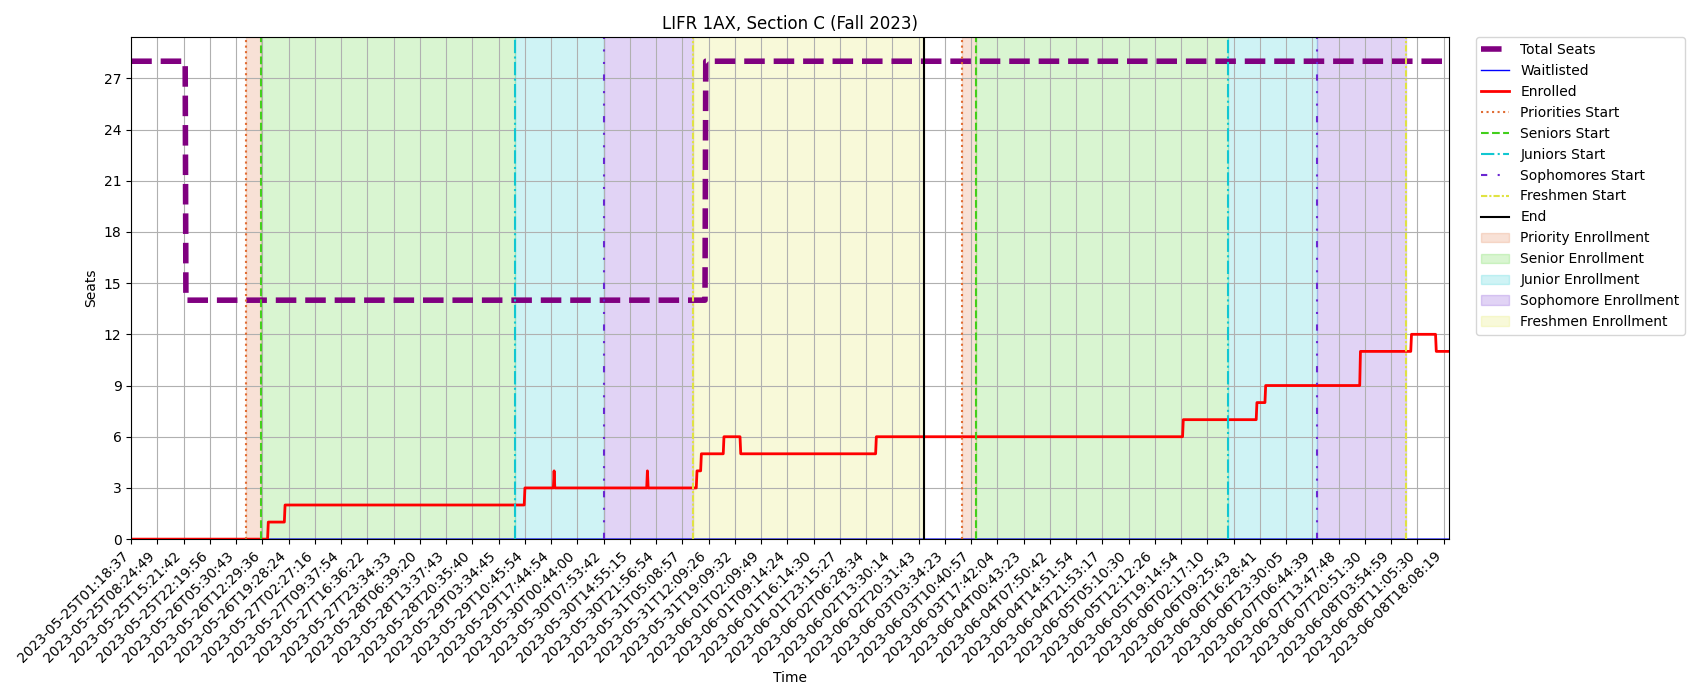 LIFR 1AX, Section C (Fall 2023)
Total Seats
Waitlisted
Enrolled
Priorities Start
Seniors Start
Juniors Start
Sophomores Start
Freshmen Start
End
Priority Enrollment
Senior Enrollment
Junior Enrollment
Sophomore Enrollment
Freshmen Enrollment
Seats
27
24
21
18
15
12
9
6
3
0
2023-05-25T01:18:37
2023-05-25T08:24:49
2023-05-25T15:21:42
2023-05-25T22:19:56
2023-05-26T05:30:43
2023-05-26T12:29:36
2023-05-26T19:28:24
2023-05-27T02:27:16
2023-05-27T09:37:54
2023-05-27T16:36:22
2023-05-27T23:34:33
2023-05-28T06:39:20
2023-05-28T13:37:43
2023-05-28T20:35:40
2023-05-29T03:34:45
2023-05-29T10:45:54
2023-05-29T17:44:54
2023-05-30T00:44:00
2023-05-30T07:53:42
2023-05-30T14:55:15
2023-05-30T21:56:54
2023-05-31T05:08:57
2023-05-31T12:09:26
2023-05-31T19:09:32
2023-06-01T02:09:49
2023-06-01T09:14:24
2023-06-01T16:14:30
2023-06-01T23:15:27
2023-06-02T06:28:34
2023-06-02T13:30:14
2023-06-02T20:31:43
2023-06-03T03:34:23
2023-06-03T10:40:57
2023-06-03T17:42:04
2023-06-04T00:43:23
2023-06-04T07:50:42
2023-06-04T14:51:54
2023-06-04T21:53:17
2023-06-05T05:10:30
2023-06-05T12:12:26
2023-06-05T19:14:54
2023-06-06T02:17:10
2023-06-06T09:25:43
2023-06-06T16:28:41
2023-06-06T23:30:05
2023-06-07T06:44:39
2023-06-07T13:47:48
2023-06-07T20:51:30
2023-06-08T03:54:59
2023-06-08T11:05:30
2023-06-08T18:08:19
Time